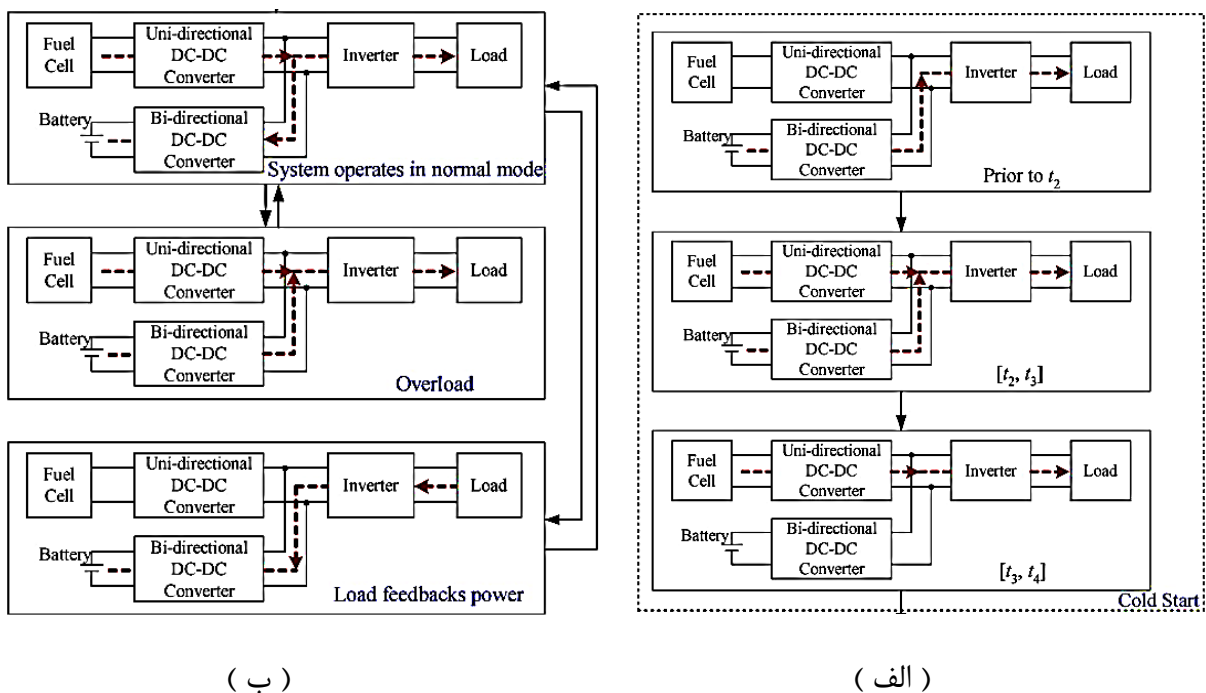 Fuel
Cell
Uni-directional
DC-DC
Converter
Inverter
Load
Battery
Bi-directional
DC-DC
Converter
System operates in normal mode
Fuel
Cell
Uni-directional
DC-DC
Converter
Inverter
Load
Battery
Bi-directional
DC-DC
Converter
Overload
Fuel
Cell
Uni-directional
DC-DC
Converter
Inverter
Load
Battery
Bi-directional
DC-DC
Converter
Load feedbacks power
( ب )
Fuel
Cell
Uni-directional
DC-DC
Converter
Inverter
Load
Battery
Bi-directional
DC-DC
Converter
Prior to t₂
Fuel
Cell
Uni-directional
DC-DC
Converter
Inverter
Load
Battery
Bi-directional
DC-DC
Converter
[t₂, t₃]
Fuel
Cell
Uni-directional
DC-DC
Converter
Inverter
Load
Battery
Bi-directional
DC-DC
Converter
[t₃, t₄]
Cold Start
( الف )